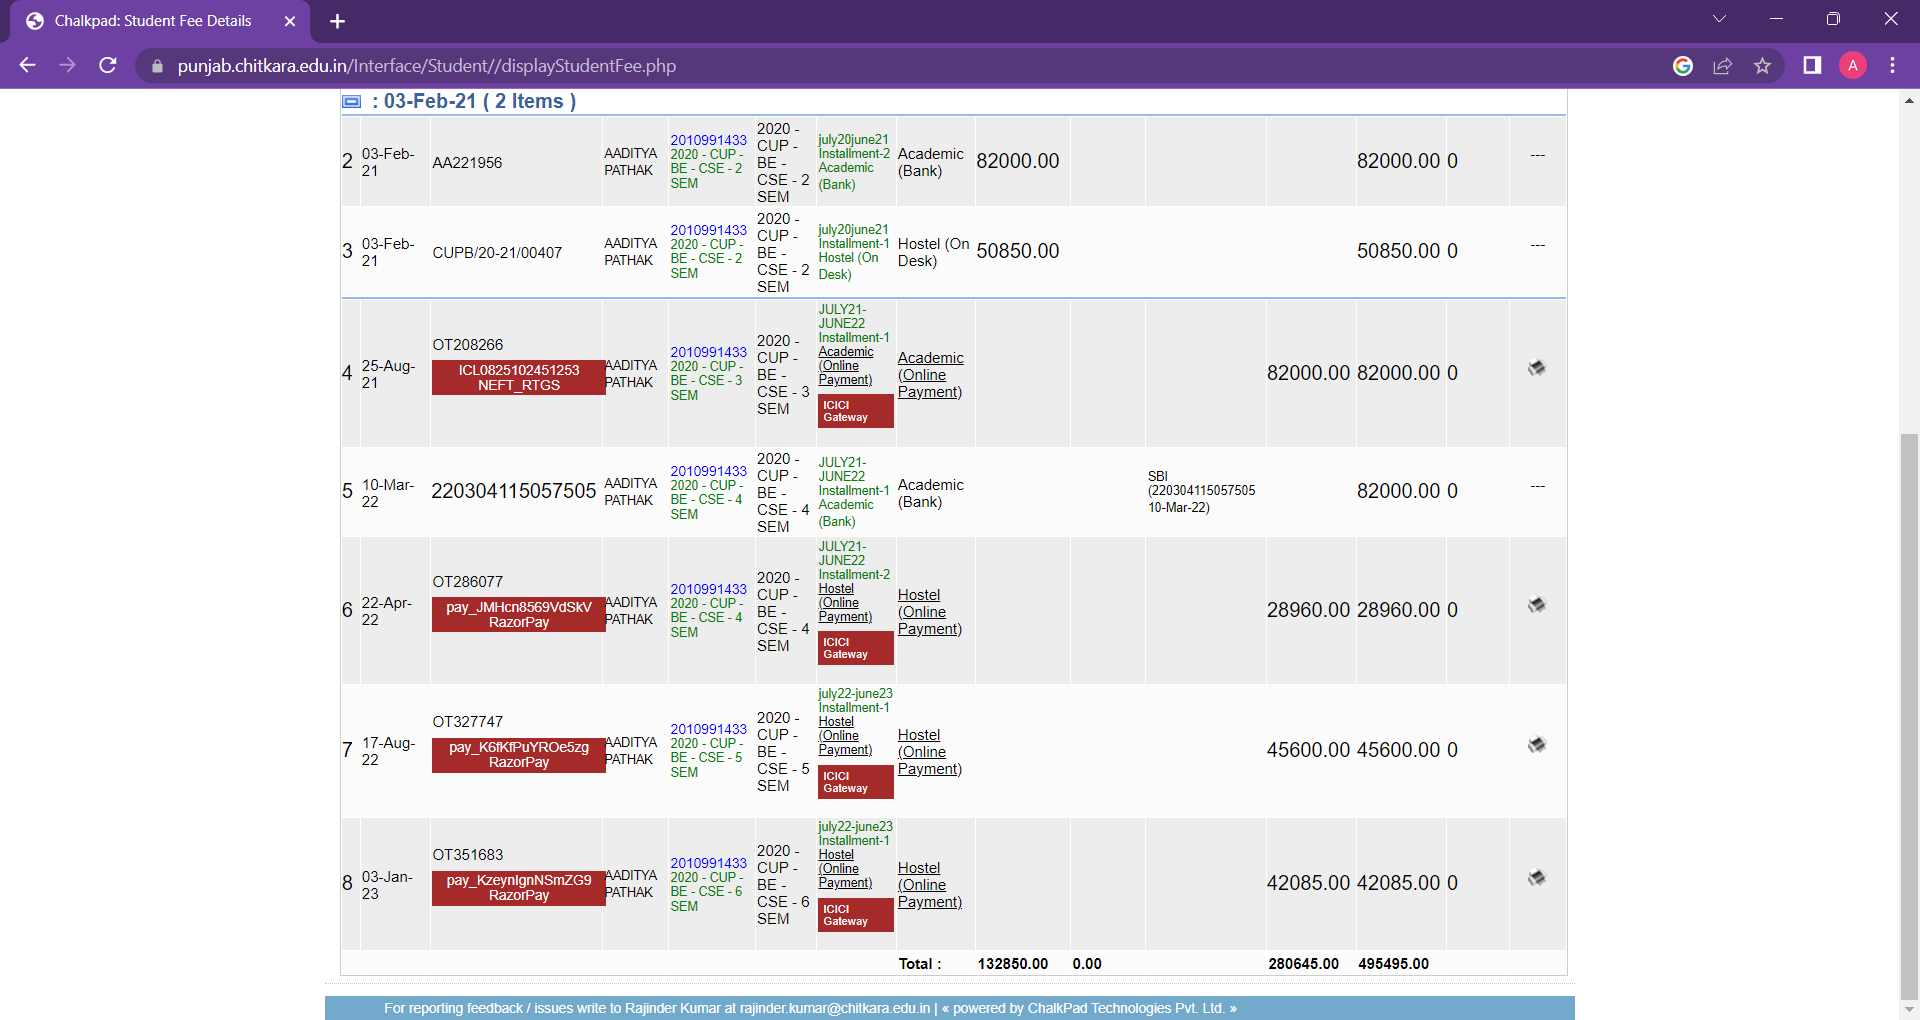 Chalkpad: Student Fee Details
punjab.chitkara.edu.in/Interface/Student//displayStudentFee.php
A
: 03-Feb-21 ( 2 Items )
2
03-Feb-
21
AA221956
AADITYA
PATHAK
2010991433
2020 - CUP -
BE - CSE - 2
SEM
2020 -
CUP -
BE -
CSE - 2
SEM
july20june21
Installment-2
Academic
(Bank)
Academic
(Bank)
82000.00
82000.00
0
---
3
03-Feb-
21
CUPB/20-21/00407
AADITYA
PATHAK
2010991433
2020 - CUP -
BE - CSE - 2
SEM
2020 -
CUP -
BE -
CSE - 2
SEM
july20june21
Installment-1
Hostel (On
Desk)
Hostel (On
Desk)
50850.00
50850.00
0
---
4
25-Aug-
21
OT208266
ICL0825102451253
NEFT_RTGS
AADITYA
PATHAK
2010991433
2020 - CUP -
BE - CSE - 3
SEM
2020 -
CUP -
BE -
CSE - 3
SEM
JULY21-
JUNE22
Installment-1
Academic
(Online
Payment)
ICICI
Gateway
Academic
(Online
Payment)
82000.00
82000.00
0
5
10-Mar-
22
220304115057505
AADITYA
PATHAK
2010991433
2020 - CUP -
BE - CSE - 4
SEM
2020 -
CUP -
BE -
CSE - 4
SEM
JULY21-
JUNE22
Installment-1
Academic
(Bank)
Academic
(Bank)
SBI
(220304115057505
10-Mar-22)
82000.00
0
---
6
22-Apr-
22
OT286077
pay_JMHcn8569VdSkV
RazorPay
AADITYA
PATHAK
2010991433
2020 - CUP -
BE - CSE - 4
SEM
2020 -
CUP -
BE -
CSE - 4
SEM
JULY21-
JUNE22
Installment-2
Hostel
(Online
Payment)
ICICI
Gateway
Hostel
(Online
Payment)
28960.00
28960.00
0
7
17-Aug-
22
OT327747
pay_K6fKfPuYROe5zg
RazorPay
AADITYA
PATHAK
2010991433
2020 - CUP -
BE - CSE - 5
SEM
2020 -
CUP -
BE -
CSE - 5
SEM
july22-june23
Installment-1
Hostel
(Online
Payment)
ICICI
Gateway
Hostel
(Online
Payment)
45600.00
45600.00
0
8
03-Jan-
23
OT351683
pay_KzeynIgnNSmZG9
RazorPay
AADITYA
PATHAK
2010991433
2020 - CUP -
BE - CSE - 6
SEM
2020 -
CUP -
BE -
CSE - 6
SEM
july22-june23
Installment-1
Hostel
(Online
Payment)
ICICI
Gateway
Hostel
(Online
Payment)
42085.00
42085.00
0
Total :
132850.00
0.00
280645.00
495495.00
For reporting feedback / issues write to Rajinder Kumar at rajinder.kumar@chitkara.edu.in | « powered by ChalkPad Technologies Pvt. Ltd. »